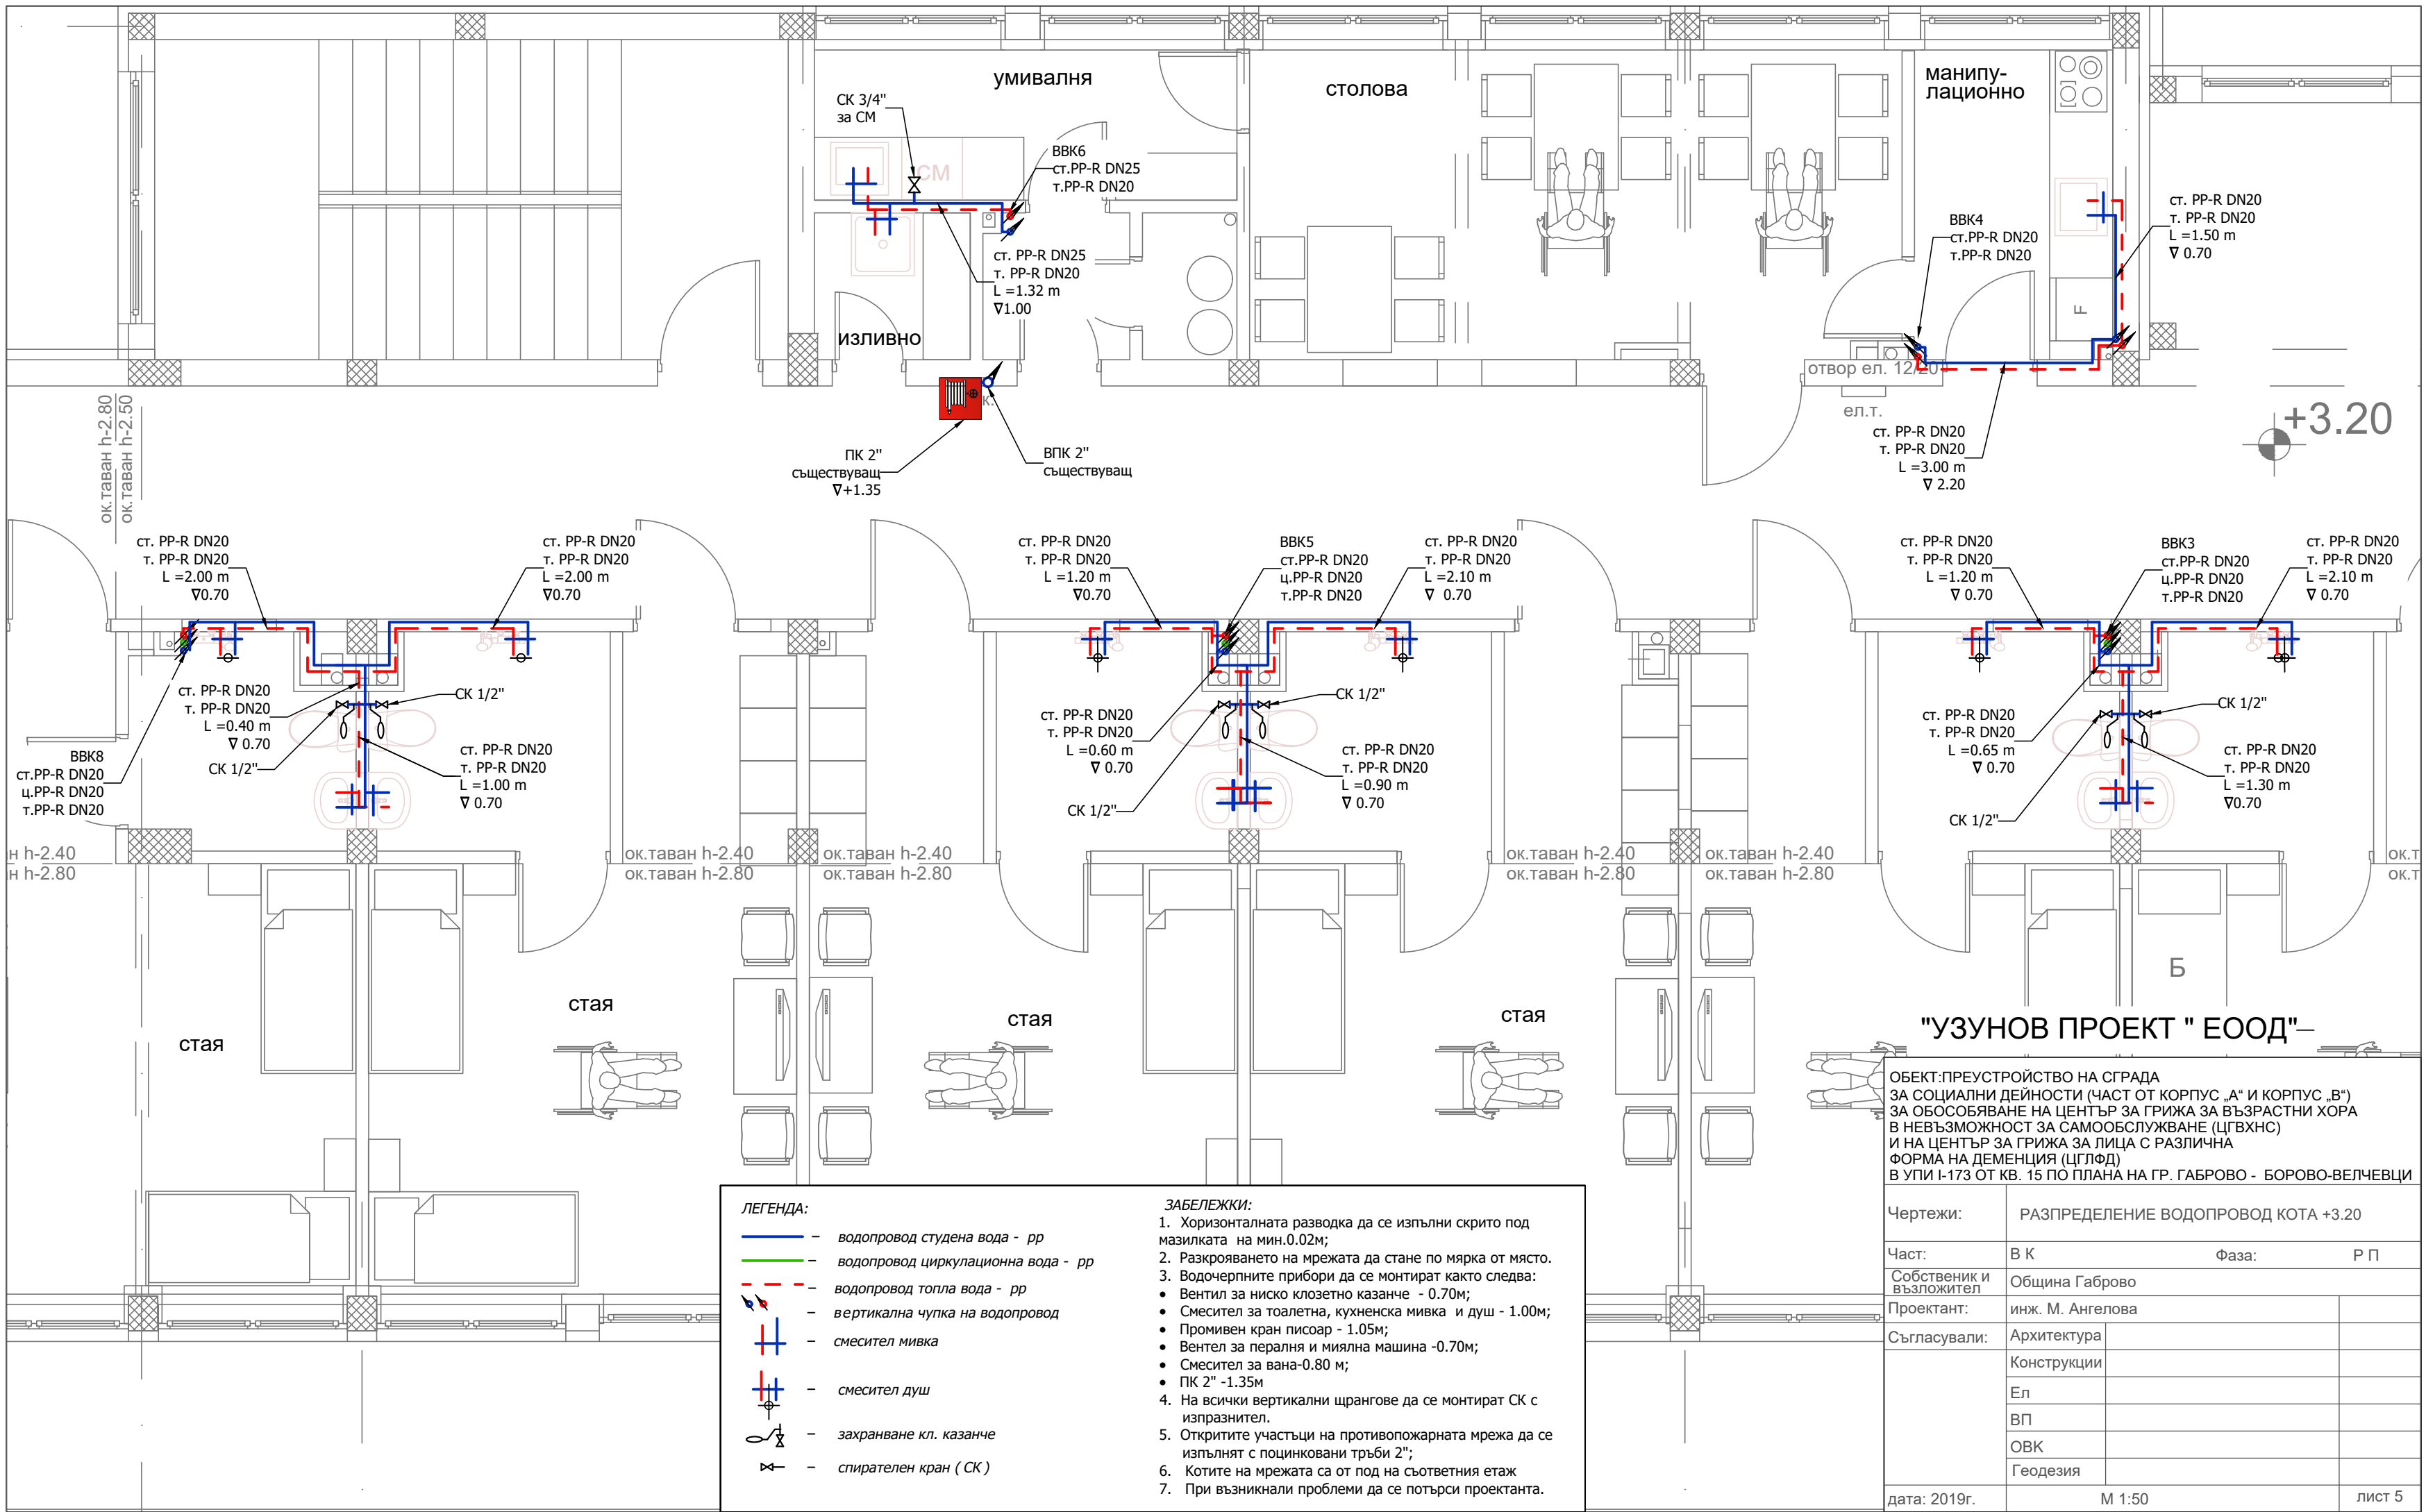 умивалня
столова
манипу-
лационно
СК 3/4"
за СМ
СМ
ВВК6
ст.PP-R DN25
т.PP-R DN20
ст. PP-R DN25
т. PP-R DN20
L =1.32 m
∇1.00
изливно
ВВК4
ст.PP-R DN20
т.PP-R DN20
ст. PP-R DN20
т. PP-R DN20
L =1.50 m
∇ 0.70
F
отвор ел. 12/20
ел.т.
ст. PP-R DN20
т. PP-R DN20
L =3.00 m
∇ 2.20
+3.20
к.
ПК 2"
съществуващ
∇+1.35
ВПК 2"
съществуващ
ок.таван h-2.80
ок.таван h-2.50
ст. PP-R DN20
т. PP-R DN20
L =2.00 m
∇0.70
ст. PP-R DN20
т. PP-R DN20
L =2.00 m
∇0.70
ст. PP-R DN20
т. PP-R DN20
L =1.20 m
∇0.70
ВВК5
ст.PP-R DN20
ц.PP-R DN20
т.PP-R DN20
ст. PP-R DN20
т. PP-R DN20
L =2.10 m
∇ 0.70
ст. PP-R DN20
т. PP-R DN20
L =1.20 m
∇ 0.70
ВВК3
ст.PP-R DN20
ц.PP-R DN20
т.PP-R DN20
ст. PP-R DN20
т. PP-R DN20
L =2.10 m
∇ 0.70
ст. PP-R DN20
т. PP-R DN20
L =0.40 m
∇ 0.70
СК 1/2"
СК 1/2"
ВВК8
ст.PP-R DN20
ц.PP-R DN20
т.PP-R DN20
ст. PP-R DN20
т. PP-R DN20
L =1.00 m
∇ 0.70
ст. PP-R DN20
т. PP-R DN20
L =0.60 m
∇ 0.70
СК 1/2"
СК 1/2"
ст. PP-R DN20
т. PP-R DN20
L =0.90 m
∇ 0.70
ст. PP-R DN20
т. PP-R DN20
L =0.65 m
∇ 0.70
СК 1/2"
СК 1/2"
ст. PP-R DN20
т. PP-R DN20
L =1.30 m
∇0.70
н h-2.40
н h-2.80
ок.таван h-2.40
ок.таван h-2.80
ок.таван h-2.40
ок.таван h-2.80
ок.таван h-2.40
ок.таван h-2.80
ок.таван h-2.40
ок.таван h-2.80
ок.т
ок.т
стая
стая
стая
стая
Б
"УЗУНОВ ПРОЕКТ " ЕООД"
ОБЕКТ:ПРЕУСТРОЙСТВО НА СГРАДА
ЗА СОЦИАЛНИ ДЕЙНОСТИ (ЧАСТ ОТ КОРПУС „А“ И КОРПУС „В“)
ЗА ОБОСОБЯВАНЕ НА ЦЕНТЪР ЗА ГРИЖА ЗА ВЪЗРАСТНИ ХОРА
В НЕВЪЗМОЖНОСТ ЗА САМООБСЛУЖВАНЕ (ЦГВХНС)
И НА ЦЕНТЪР ЗА ГРИЖА ЗА ЛИЦА С РАЗЛИЧНА
ФОРМА НА ДЕМЕНЦИЯ (ЦГЛФД)
В УПИ I-173 ОТ КВ. 15 ПО ПЛАНА НА ГР. ГАБРОВО - БОРОВО-ВЕЛЧЕВЦИ
Чертежи: РАЗПРЕДЕЛЕНИЕ ВОДОПРОВОД КОТА +3.20
Част: В К Фаза: Р П
Собственик и
възложител Община Габрово
Проектант: инж. М. Ангелова
Съгласували: Архитектура
Конструкции
Ел
ВП
ОВК
Геодезия
дата: 2019г. М 1:50 лист 5
ЛЕГЕНДА:
– водопровод студена вода - рр
– водопровод циркулационна вода - рр
– водопровод топла вода - рр
– вертикална чупка на водопровод
– смесител мивка
– смесител душ
– захранване кл. казанче
– спирателен кран ( СК )
ЗАБЕЛЕЖКИ:
1. Хоризонталната разводка да се изпълни скрито под
мазилката на мин.0.02м;
2. Разкрояването на мрежата да стане по мярка от място.
3. Водочерпните прибори да се монтират както следва:
• Вентил за ниско клозетно казанче - 0.70м;
• Смесител за тоалетна, кухненска мивка и душ - 1.00м;
• Промивен кран писоар - 1.05м;
• Вентел за пералня и миялна машина -0.70м;
• Смесител за вана-0.80 м;
• ПК 2" -1.35м
4. На всички вертикални щрангове да се монтират СК с
изпразнител.
5. Откритите участъци на противопожарната мрежа да се
изпълнят с поцинковани тръби 2";
6. Котите на мрежата са от под на съответния етаж
7. При възникнали проблеми да се потърси проектанта.